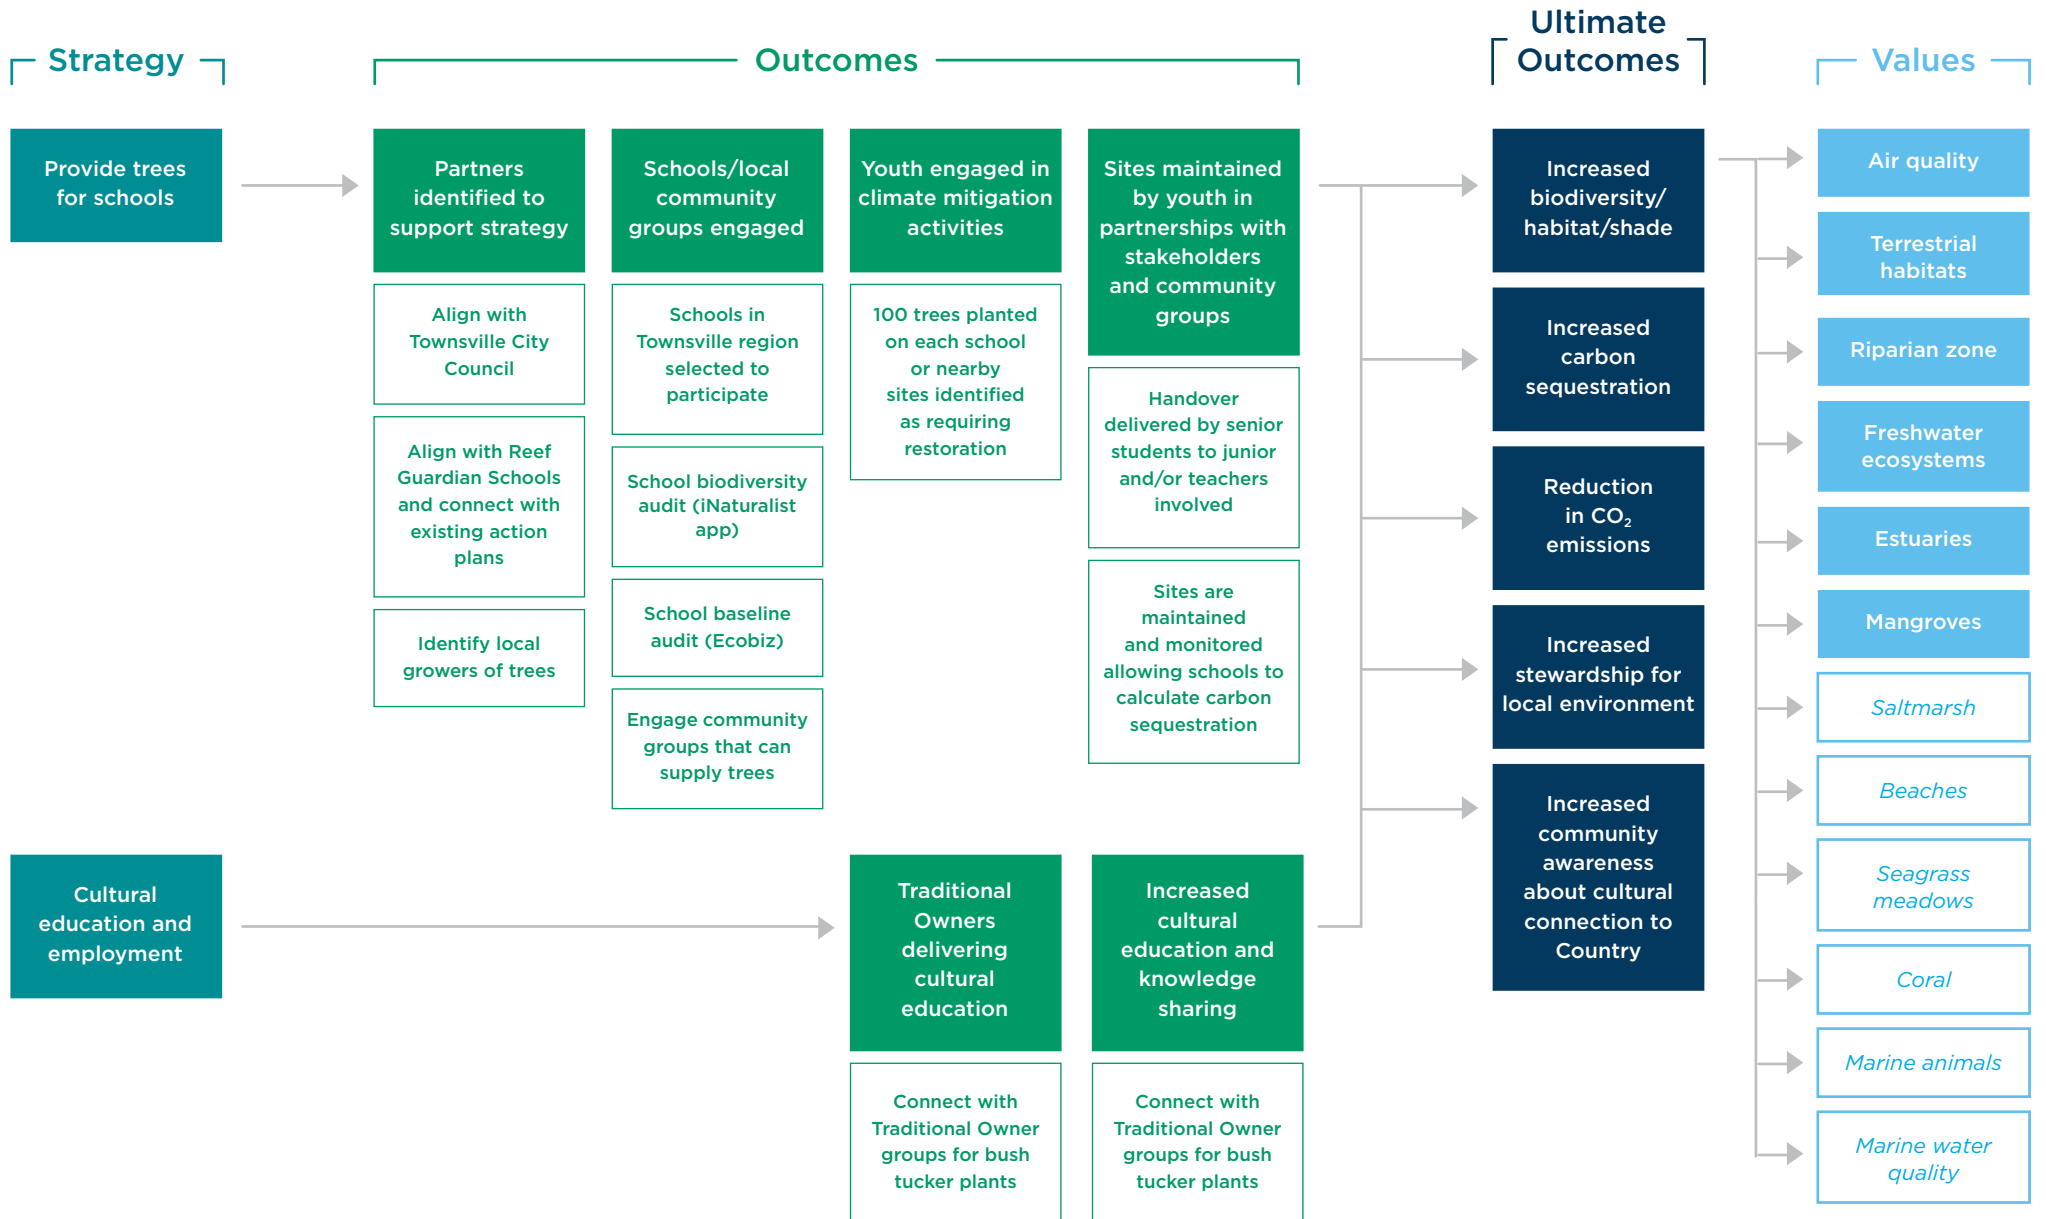 Strategy
Outcomes
Ultimate
Outcomes
Values
Provide trees
for schools
Partners
identified to
support strategy
Align with
Townsville City
Council
Align with Reef
Guardian Schools
and connect with
existing action
plans
Identify local
growers of trees
Schools/local
community
groups engaged
Schools in
Townsville region
selected to
participate
School biodiversity
audit (iNaturalist
app)
School baseline
audit (Ecobiz)
Engage community
groups that can
supply trees
Youth engaged in
climate mitigation
activities
100 trees planted
on each school
or nearby
sites identified
as requiring
restoration
Sites maintained
by youth in
partnerships with
stakeholders
and community
groups
Handover
delivered by senior
students to junior
and/or teachers
involved
Sites are
maintained
and monitored
allowing schools to
calculate carbon
sequestration
Cultural
education and
employment
Traditional
Owners
delivering
cultural
education
Connect with
Traditional Owner
groups for bush
tucker plants
Increased
cultural
education and
knowledge
sharing
Connect with
Traditional Owner
groups for bush
tucker plants
Increased
biodiversity/
habitat/shade
Increased
carbon
sequestration
Reduction
in CO₂
emissions
Increased
stewardship for
local environment
Increased
community
awareness
about cultural
connection to
Country
Air quality
Terrestrial
habitats
Riparian zone
Freshwater
ecosystems
Estuaries
Mangroves
Saltmarsh
Beaches
Seagrass
meadows
Coral
Marine animals
Marine water
quality